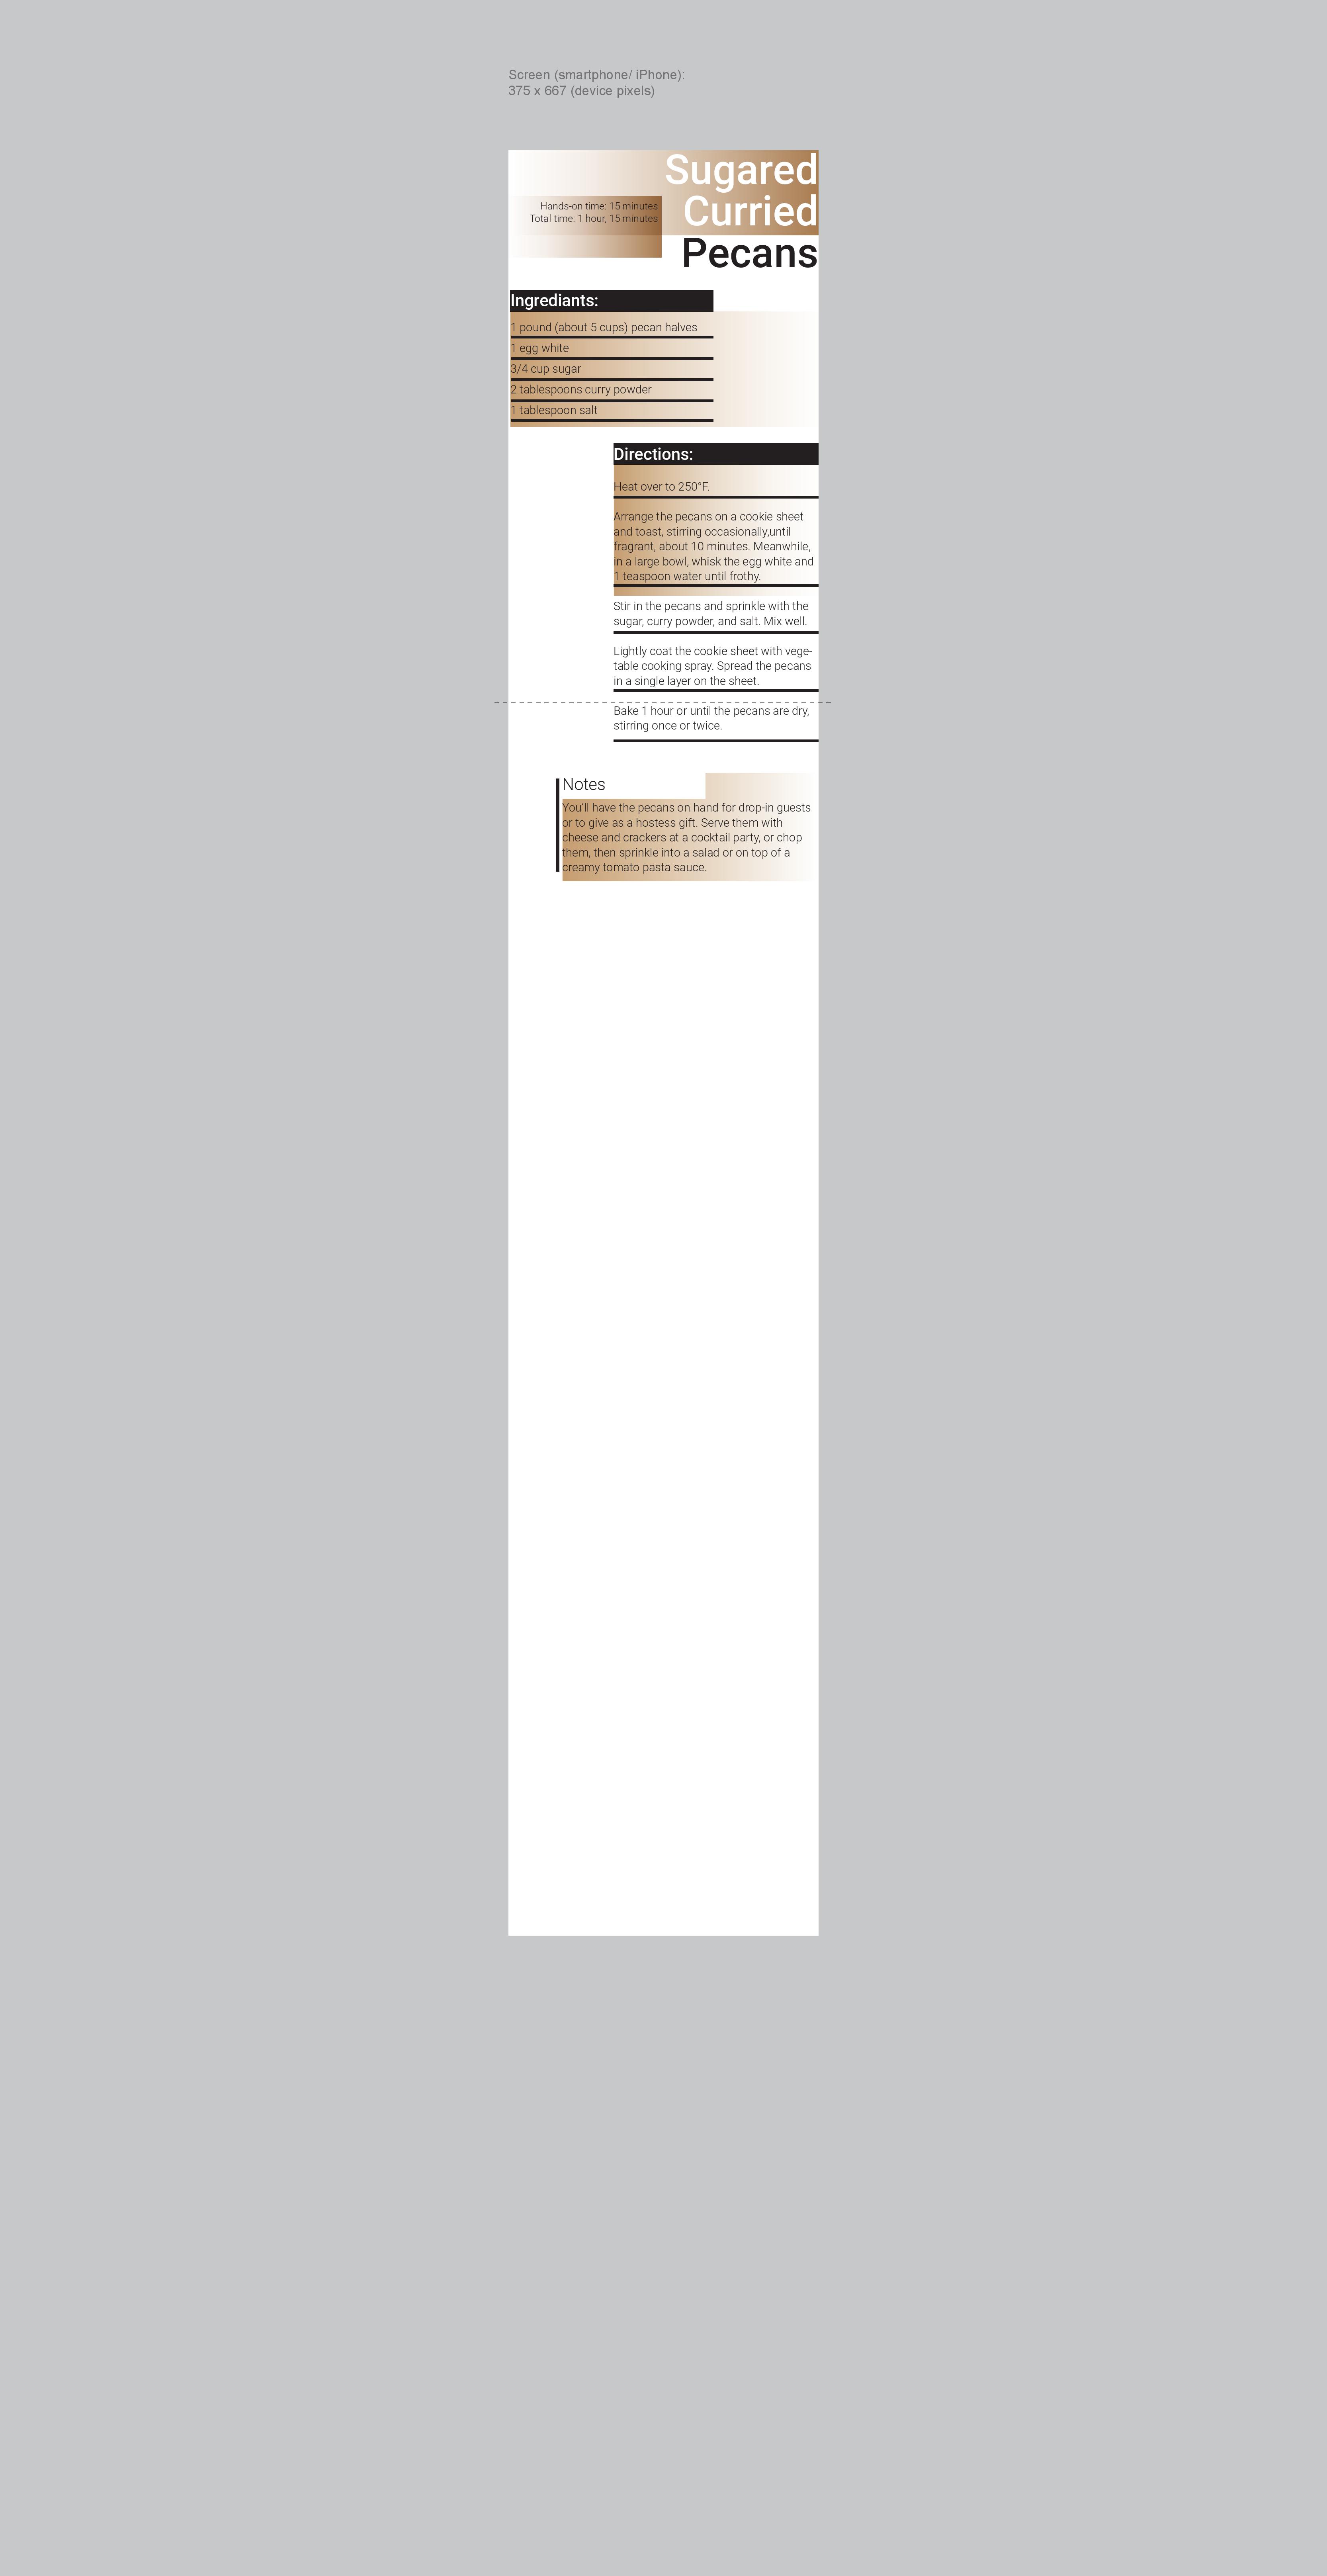 Screen (smartphone/ iPhone):
375 x 667 (device pixels)
Sugared
Curried
Pecans
Hands-on time: 15 minutes
Total time: 1 hour, 15 minutes
Ingrediants:
1 pound (about 5 cups) pecan halves
1 egg white
3/4 cup sugar
2 tablespoons curry powder
1 tablespoon salt
Directions:
Heat over to 250°F.
Arrange the pecans on a cookie sheet
and toast, stirring occasionally,until
fragrant, about 10 minutes. Meanwhile,
in a large bowl, whisk the egg white and
1 teaspoon water until frothy.
Stir in the pecans and sprinkle with the
sugar, curry powder, and salt. Mix well.
Lightly coat the cookie sheet with vege-
table cooking spray. Spread the pecans
in a single layer on the sheet.
Bake 1 hour or until the pecans are dry,
stirring once or twice.
Notes
You'll have the pecans on hand for drop-in guests
or to give as a hostess gift. Serve them with
cheese and crackers at a cocktail party, or chop
them, then sprinkle into a salad or on top of a
creamy tomato pasta sauce.